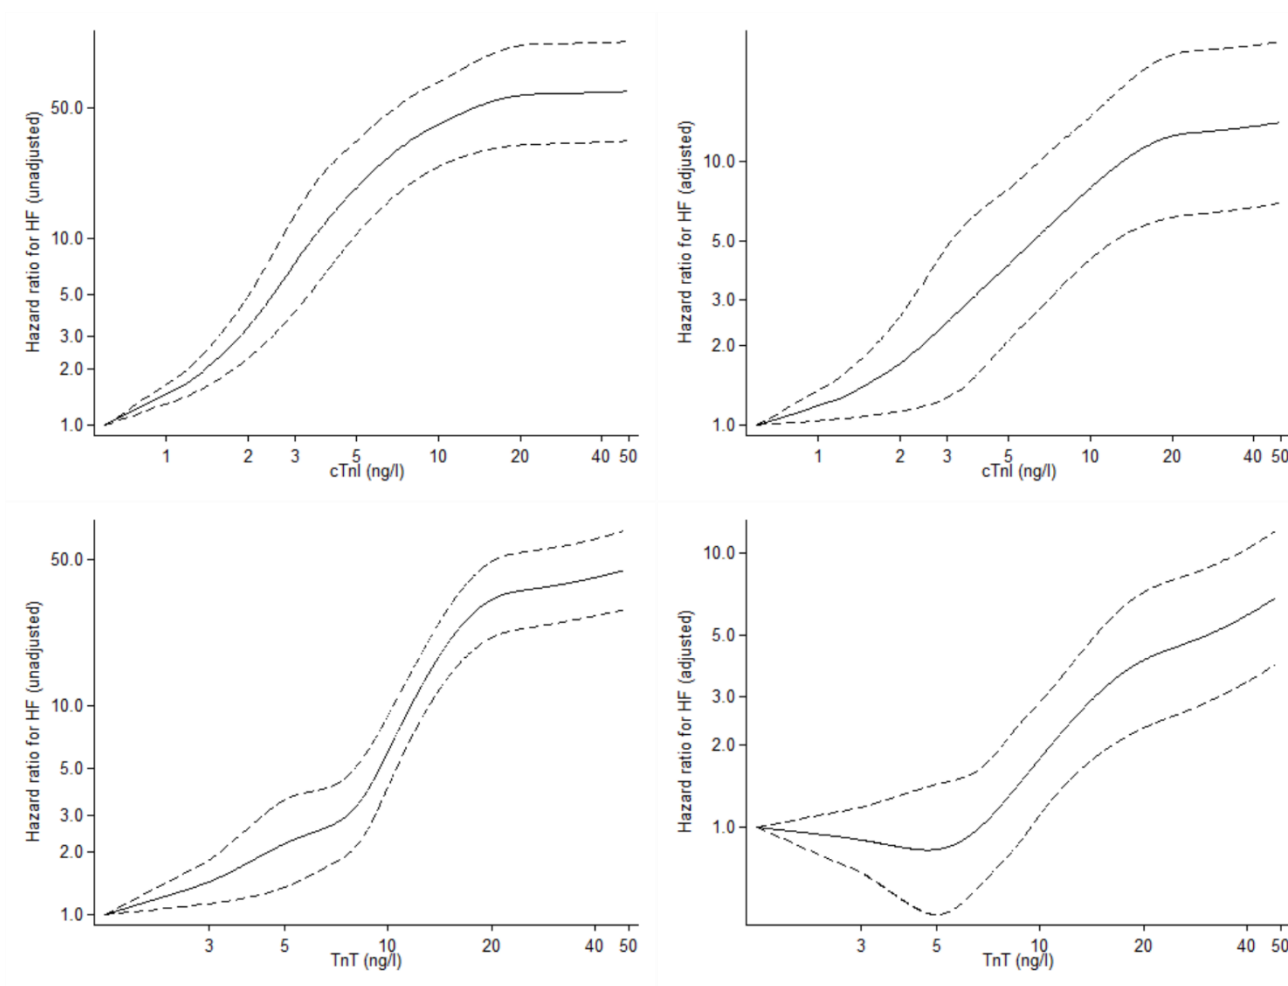 Hazard ratio for HF (unadjusted)
50.0
10.0
5.0
3.0
2.0
1.0
1 2 3 5 10 20 40 50
cTnI (ng/l)
Hazard ratio for HF (adjusted)
10.0
5.0
3.0
2.0
1.0
1 2 3 5 10 20 40 50
cTnI (ng/l)
Hazard ratio for HF (unadjusted)
50.0
10.0
5.0
3.0
2.0
1.0
3 5 10 20 40 50
TnT (ng/l)
Hazard ratio for HF (adjusted)
10.0
5.0
3.0
2.0
1.0
3 5 10 20 40 50
TnT (ng/l)